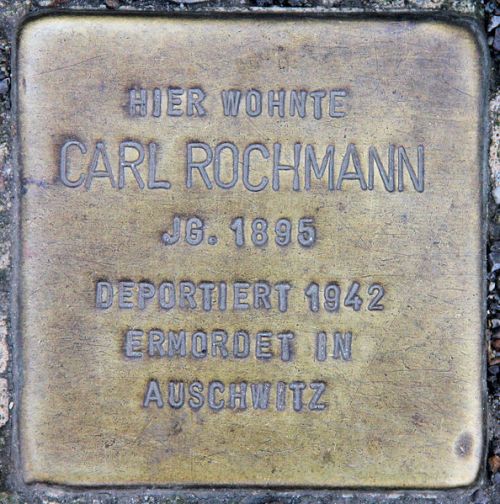 HIER WOHNTE
CARL ROCHMANN
JG. 1895
DEPORTIERT 1942
ERMORDET IN
AUSCHWITZ